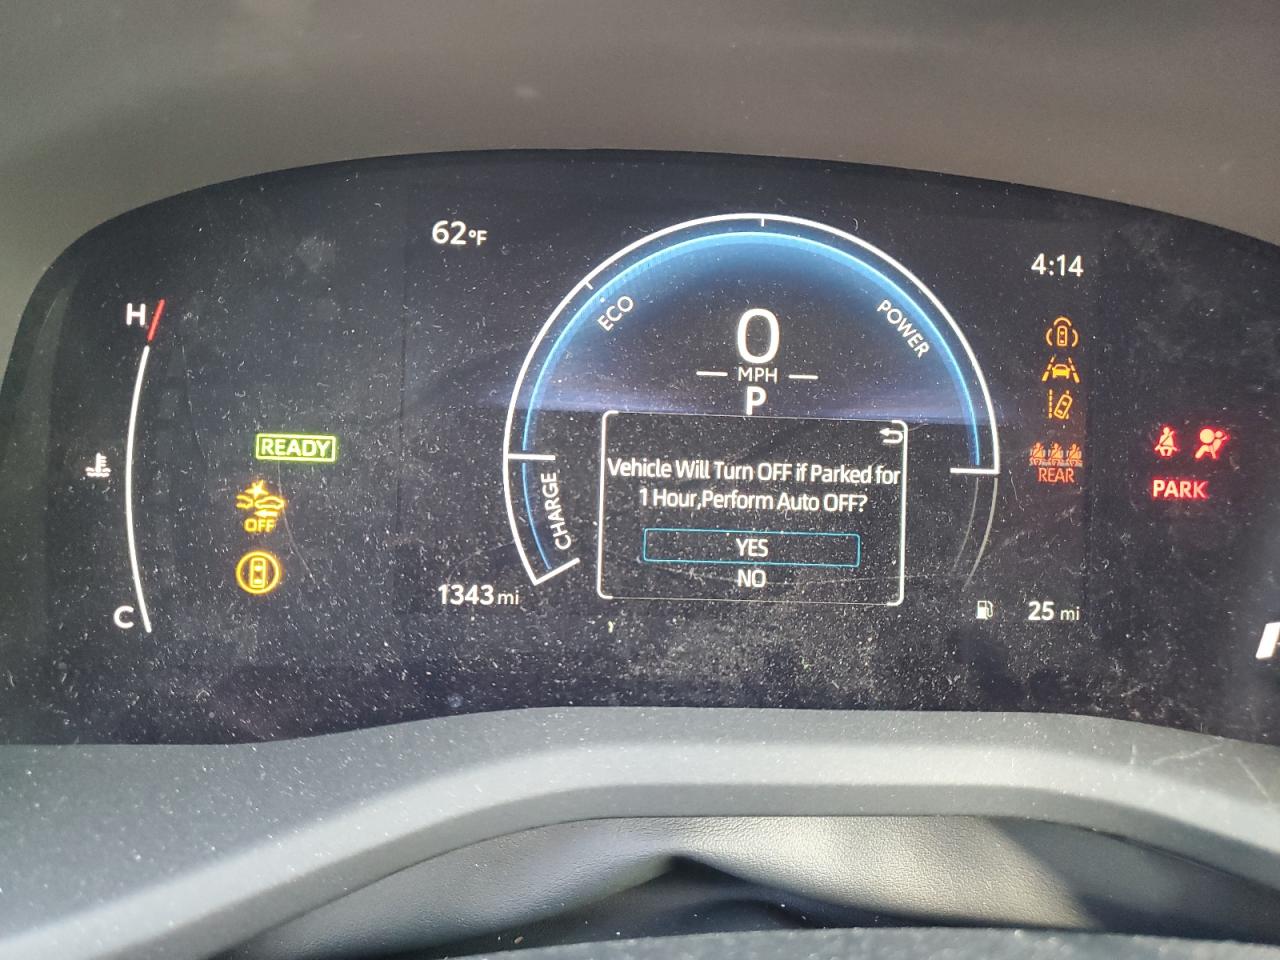 62°F
4:14
H
ECO
POWER
0
MPH
P
READY
Vehicle Will Turn OFF if Parked for
1 Hour,Perform Auto OFF?
YES
NO
CHARGE
OFF
REAR
PARK
C
1343 mi
25 mi